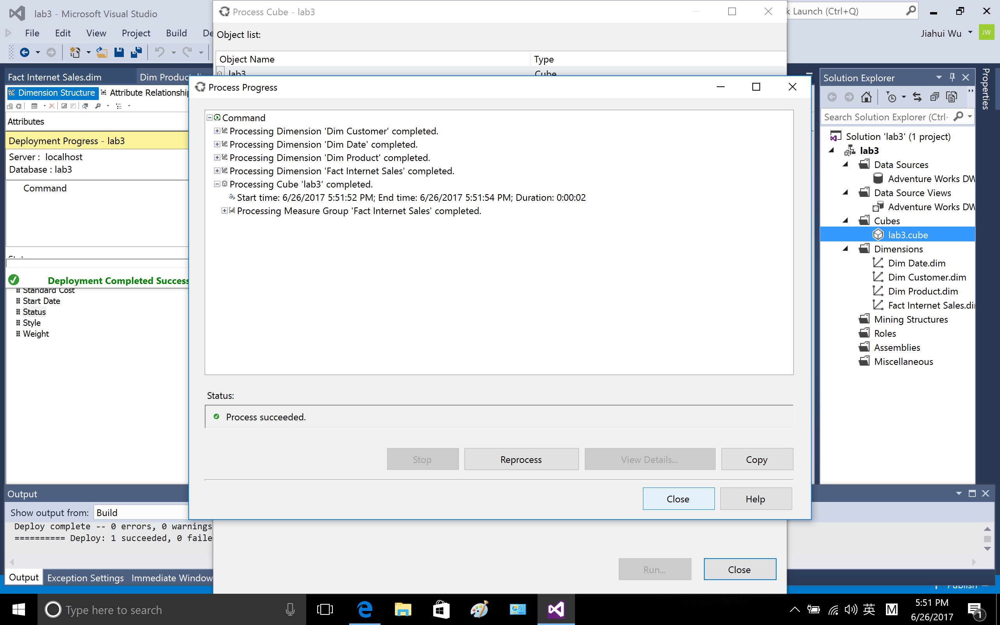 lab3 - Microsoft Visual Studio
File Edit View Project Build De
Process Cube - lab3
Object list:
Object Name Type
lab3 Cube
k Launch (Ctrl+Q)
Jiahui Wu JW
Fact Internet Sales.dim Dim Product
Dimension Structure Attribute Relationship
Attributes
Deployment Progress - lab3
Server : localhost
Database : lab3
Command
Deployment Completed Success
Standard Cost
Start Date
Status
Style
Weight
Process Progress
Command
Processing Dimension 'Dim Customer' completed.
Processing Dimension 'Dim Date' completed.
Processing Dimension 'Dim Product' completed.
Processing Dimension 'Fact Internet Sales' completed.
Processing Cube 'lab3' completed.
Start time: 6/26/2017 5:51:52 PM; End time: 6/26/2017 5:51:54 PM; Duration: 0:00:02
Processing Measure Group 'Fact Internet Sales' completed.
Status:
Process succeeded.
Stop Reprocess View Details... Copy
Close Help
Run... Close
Solution Explorer
Search Solution Explorer (Ctrl-
Solution 'lab3' (1 project)
lab3
Data Sources
Adventure Works DW
Data Source Views
Adventure Works DW
Cubes
lab3.cube
Dimensions
Dim Date.dim
Dim Customer.dim
Dim Product.dim
Fact Internet Sales.di
Mining Structures
Roles
Assemblies
Miscellaneous
Properties
Output
Show output from: Build
Deploy complete -- 0 errors, 0 warnings
========== Deploy: 1 succeeded, 0 faile
Output Exception Settings Immediate Window
Publish
Type here to search
英 M
5:51 PM
6/26/2017
1